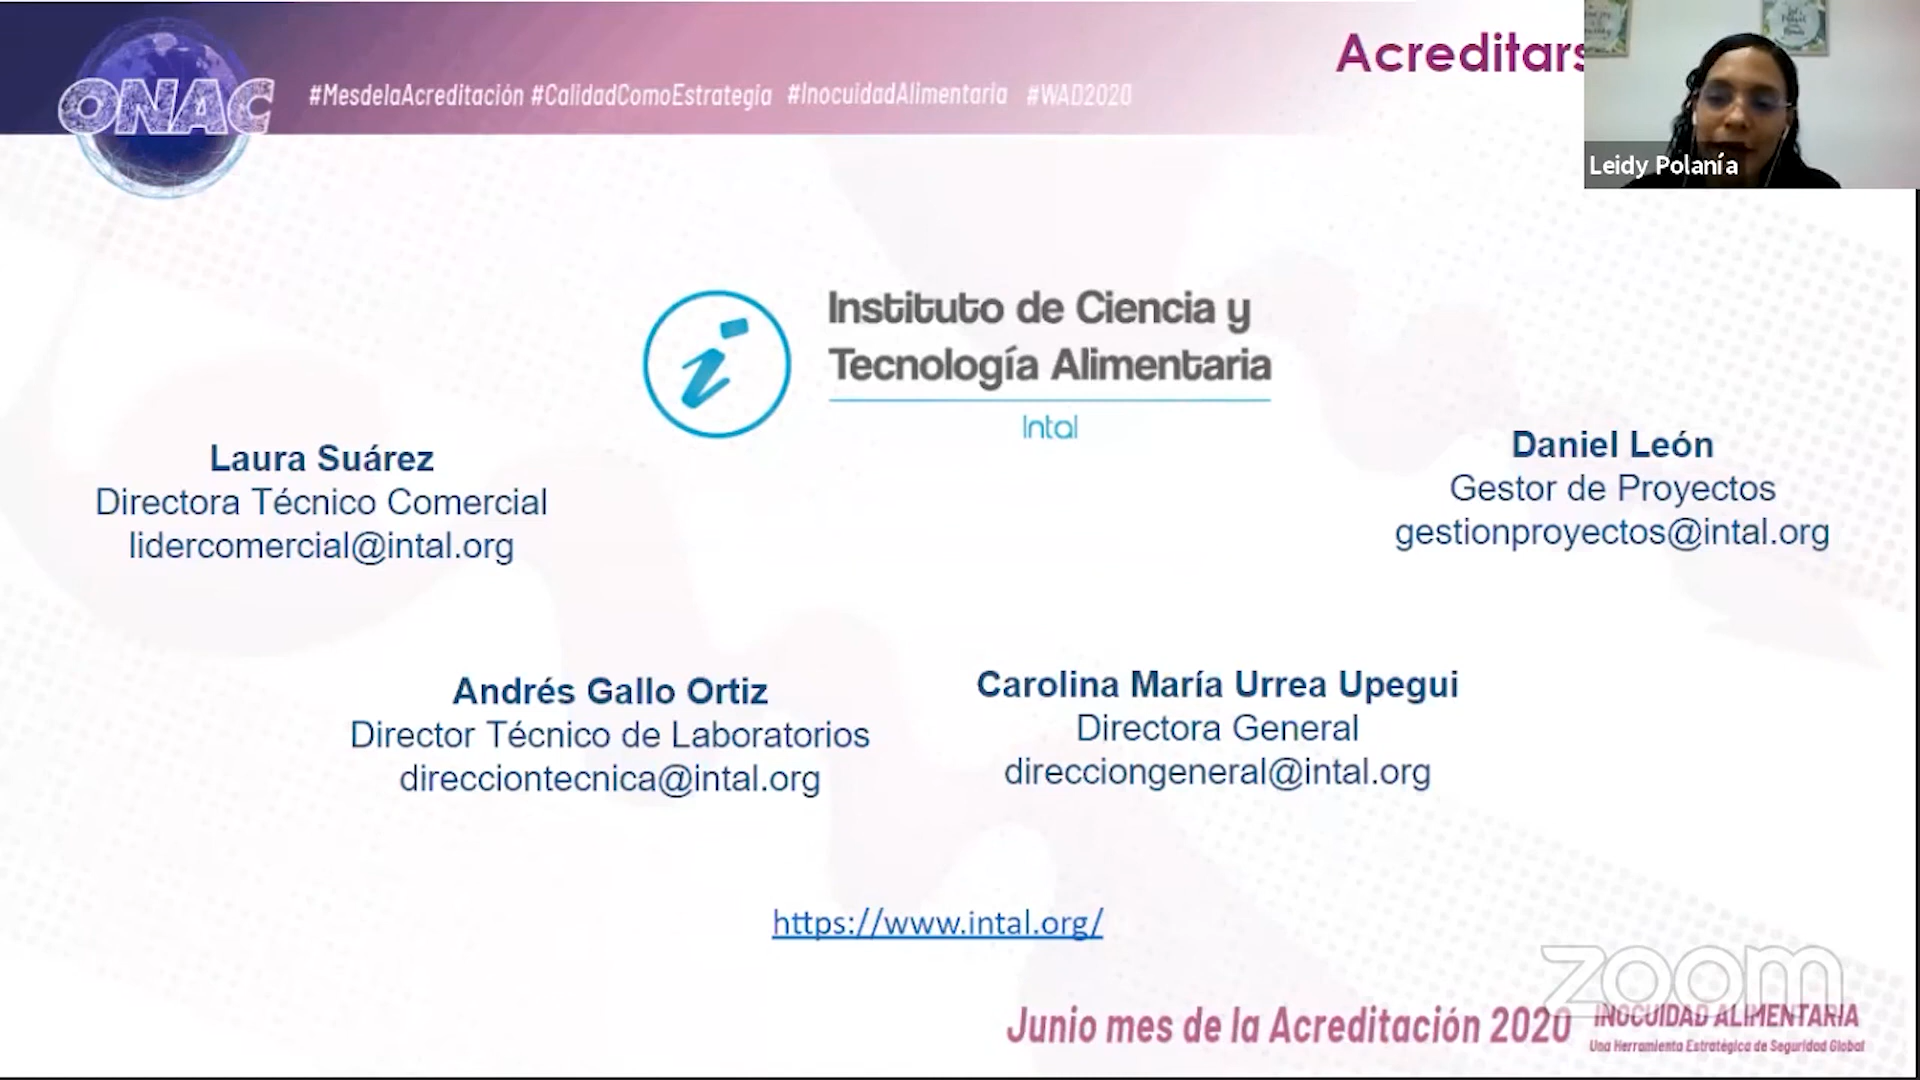 ONAC
#MesdelaAcreditación #CalidadComoEstrategia #InocuidadAlimentaria #WAD2020
Acreditars
Leidy Polanía
Instituto de Ciencia y
Tecnología Alimentaria
Intal
Laura Suárez
Directora Técnico Comercial
lidercomercial@intal.org
Daniel León
Gestor de Proyectos
gestionproyectos@intal.org
Andrés Gallo Ortiz
Director Técnico de Laboratorios
direcciontecnica@intal.org
Carolina María Urrea Upegui
Directora General
direcciongeneral@intal.org
https://www.intal.org/
zoom
Junio mes de la Acreditación 2020
INOCUIDAD ALIMENTARIA
Una Herramienta Estratégica de Seguridad Global